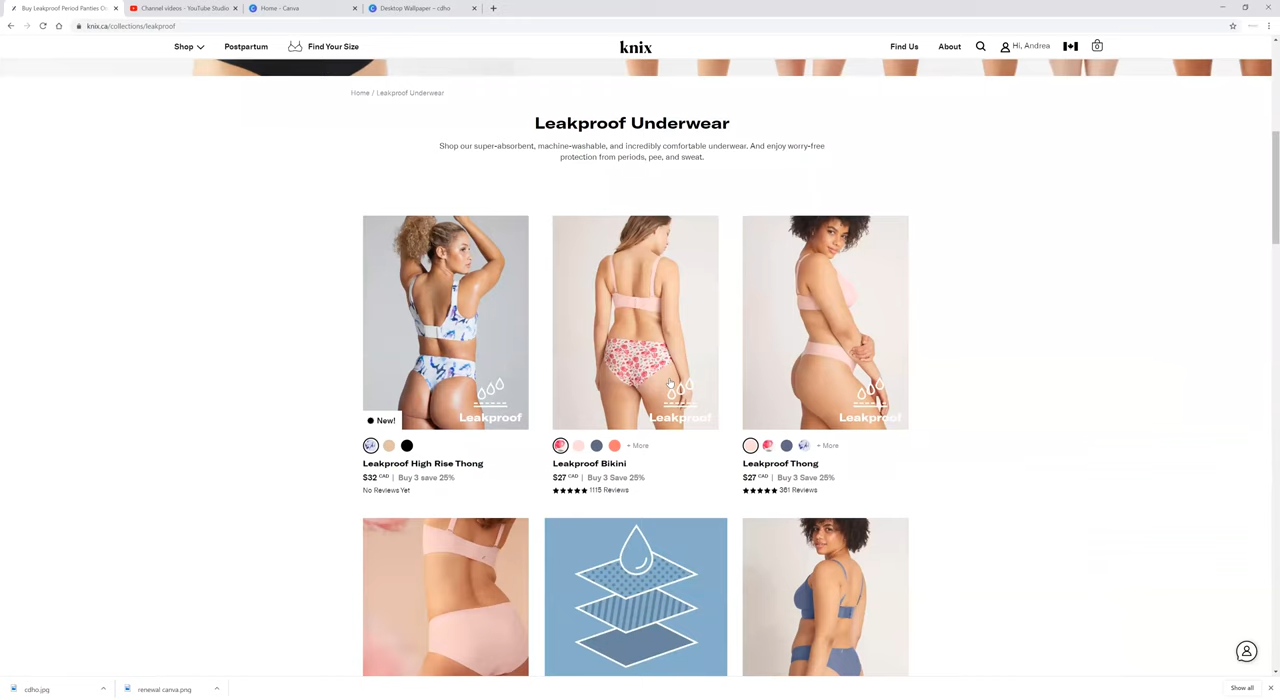 Buy Leakproof Period Panties On
Channel videos - YouTube Studio
Home - Canva
Desktop Wallpaper – cdho
knix.ca/collections/leakproof
Shop
Postpartum
Find Your Size
knix
Find Us
About
Hi, Andrea
0
Home / Leakproof Underwear
Leakproof Underwear
Shop our super-absorbent, machine-washable, and incredibly comfortable underwear. And enjoy worry-free
protection from periods, pee, and sweat.
New!
Leakproof
Leakproof
Leakproof
+ More
+ More
Leakproof High Rise Thong
Leakproof Bikini
Leakproof Thong
$32 CAD | Buy 3 save 25%
$27 CAD | Buy 3 Save 25%
$27 CAD | Buy 3 Save 25%
No Reviews Yet
1115 Reviews
361 Reviews
cdho.jpg
renewal canva.png
Show all